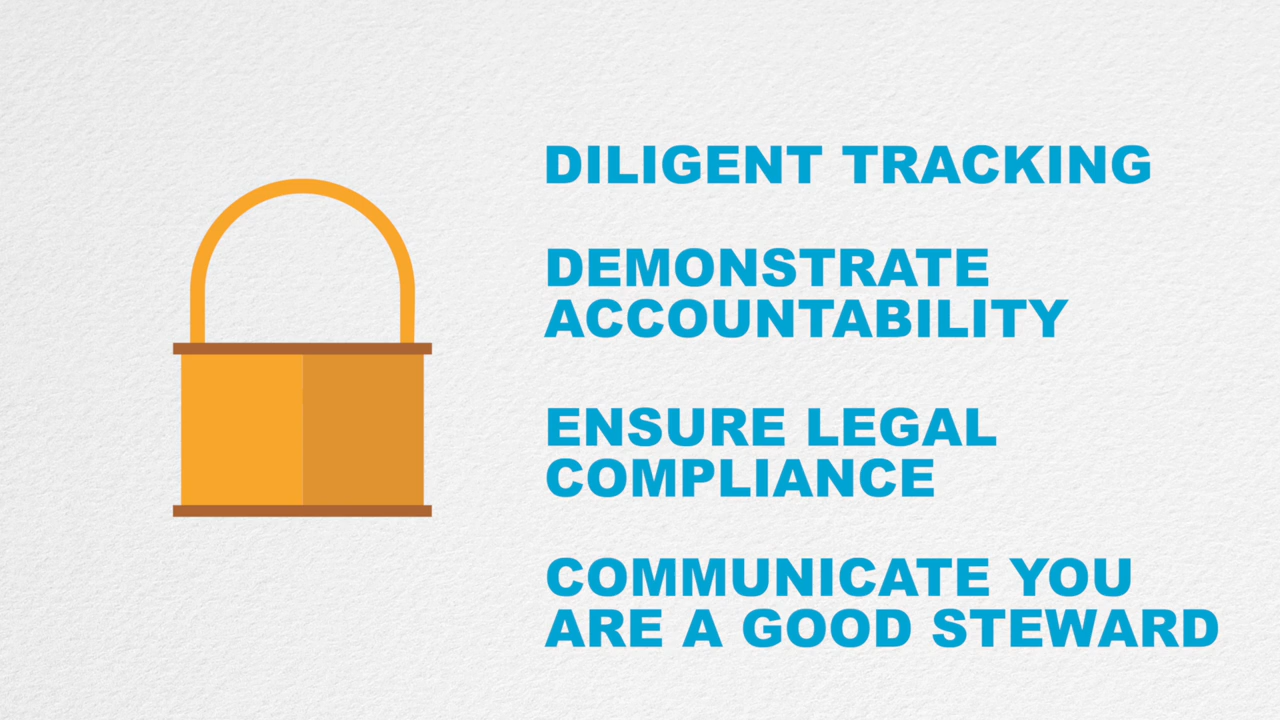 DILIGENT TRACKING
DEMONSTRATE
ACCOUNTABILITY
ENSURE LEGAL
COMPLIANCE
COMMUNICATE YOU
ARE A GOOD STEWARD